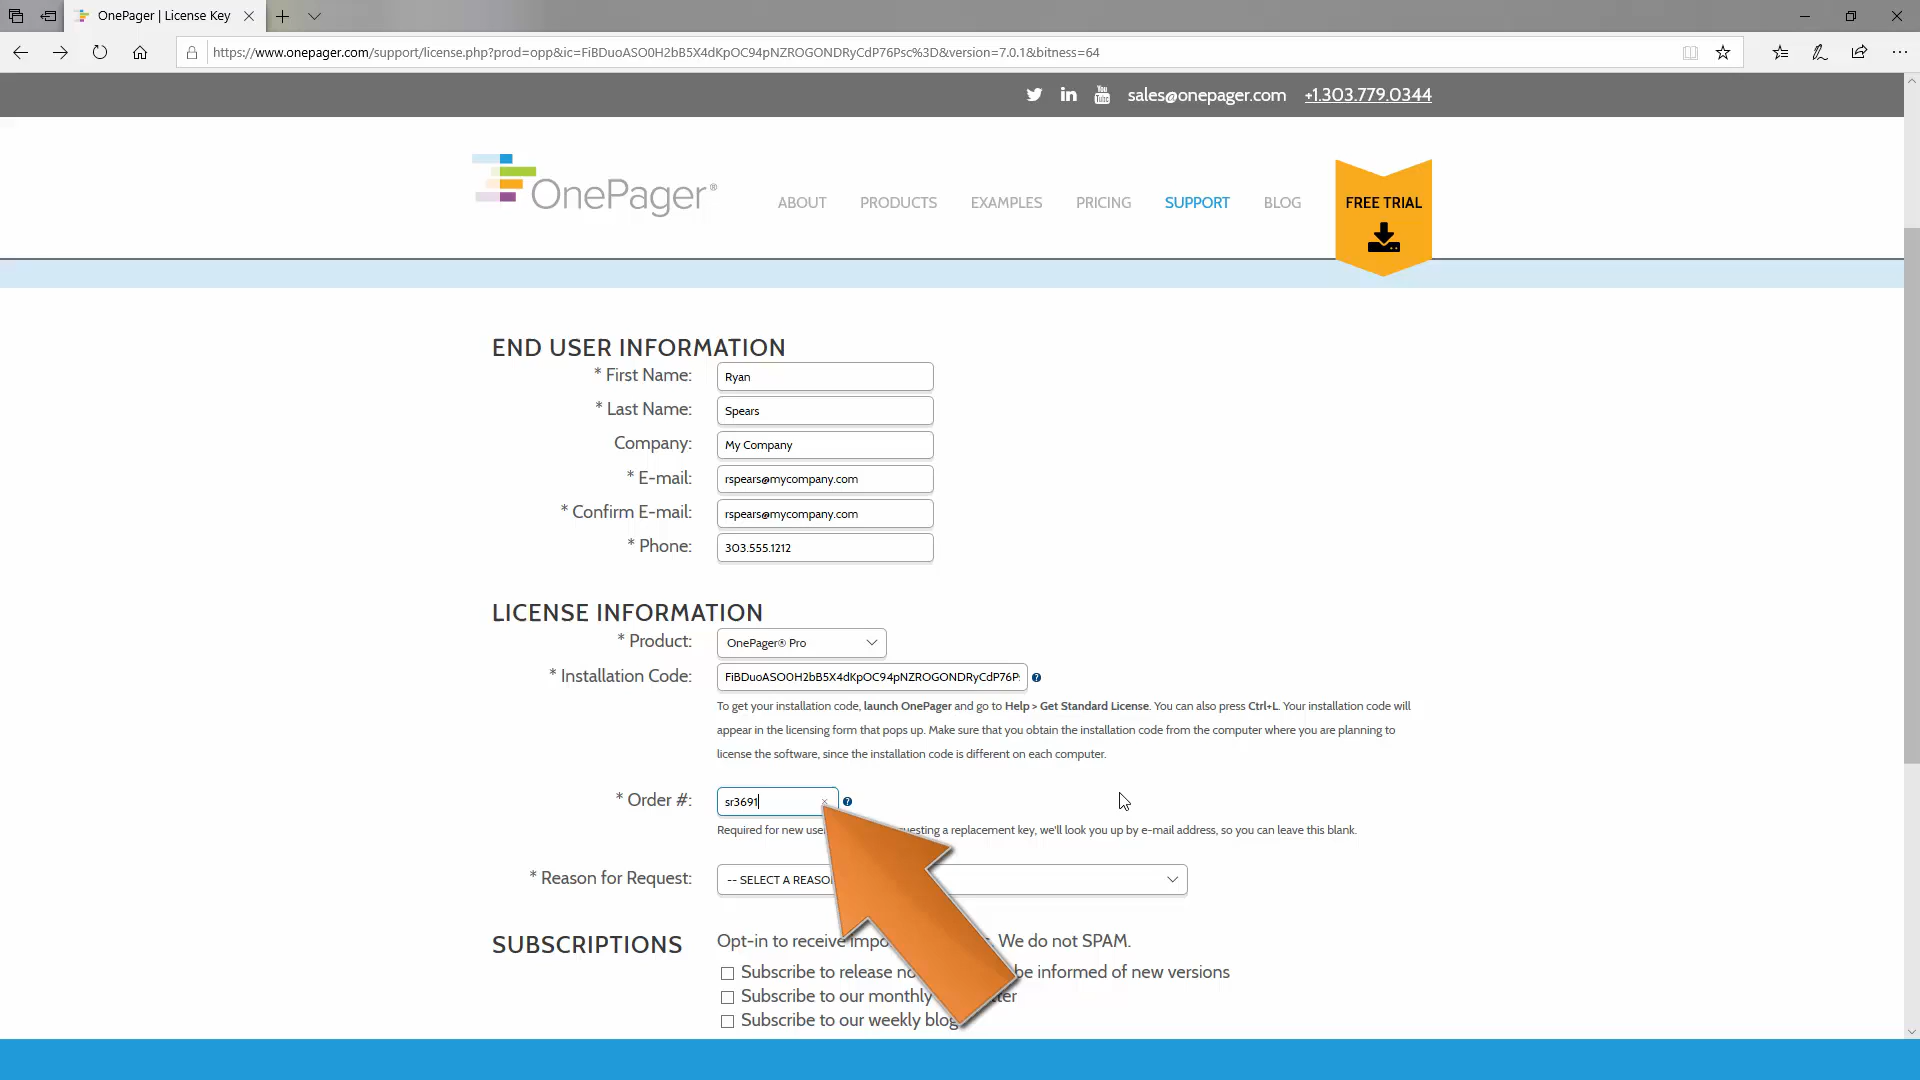 OnePager | License Key
https://www.onepager.com/support/license.php?prod=opp&ic=FiBDuoASO0H2bB5X4dKpOC94pNZROGONDRyCdP76Psc%3D&version=7.0.1&bitness=64
You Tube sales@onepager.com +1.303.779.0344
OnePager®
ABOUT PRODUCTS EXAMPLES PRICING SUPPORT BLOG FREE TRIAL
END USER INFORMATION
* First Name: Ryan
* Last Name: Spears
Company: My Company
* E-mail: rspears@mycompany.com
* Confirm E-mail: rspears@mycompany.com
* Phone: 303.555.1212
LICENSE INFORMATION
* Product: OnePager® Pro
* Installation Code: FiBDuoASO0H2bB5X4dKpOC94pNZROGONDRyCdP76P
To get your installation code, launch OnePager and go to Help > Get Standard License. You can also press Ctrl+L. Your installation code will
appear in the licensing form that pops up. Make sure that you obtain the installation code from the computer where you are planning to
license the software, since the installation code is different on each computer.
* Order #: sr3691
Required for new use uesting a replacement key, we'll look you up by e-mail address, so you can leave this blank.
* Reason for Request: -- SELECT A REASO
SUBSCRIPTIONS Opt-in to receive impo . We do not SPAM.
Subscribe to release no be informed of new versions
Subscribe to our monthly ter
Subscribe to our weekly blog